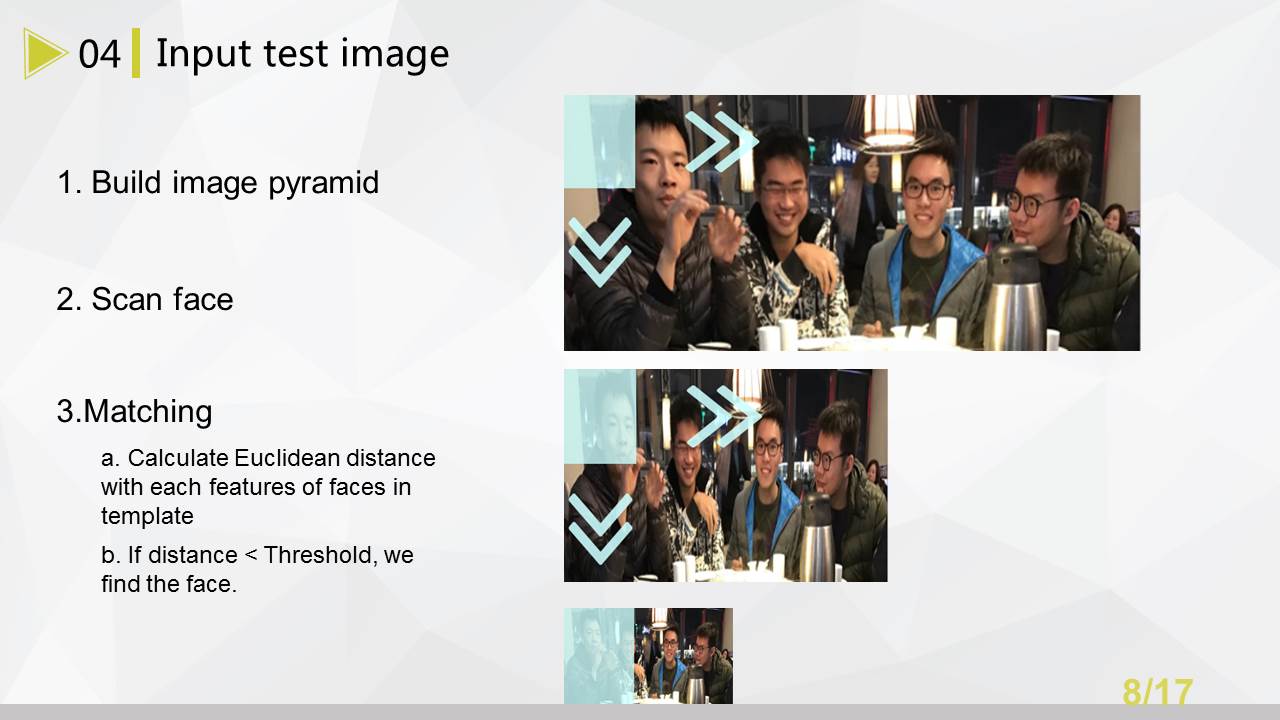 04 Input test image
1. Build image pyramid
2. Scan face
3.Matching
a. Calculate Euclidean distance
with each features of faces in
template
b. If distance < Threshold, we
find the face.
8/17